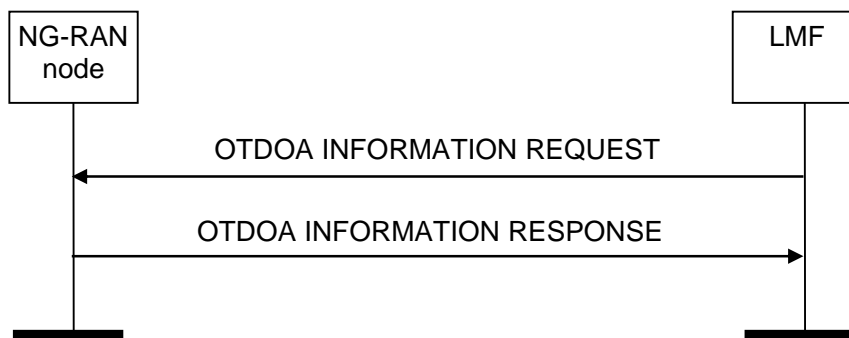 NG-RAN
node
LMF
OTDOA INFORMATION REQUEST
OTDOA INFORMATION RESPONSE